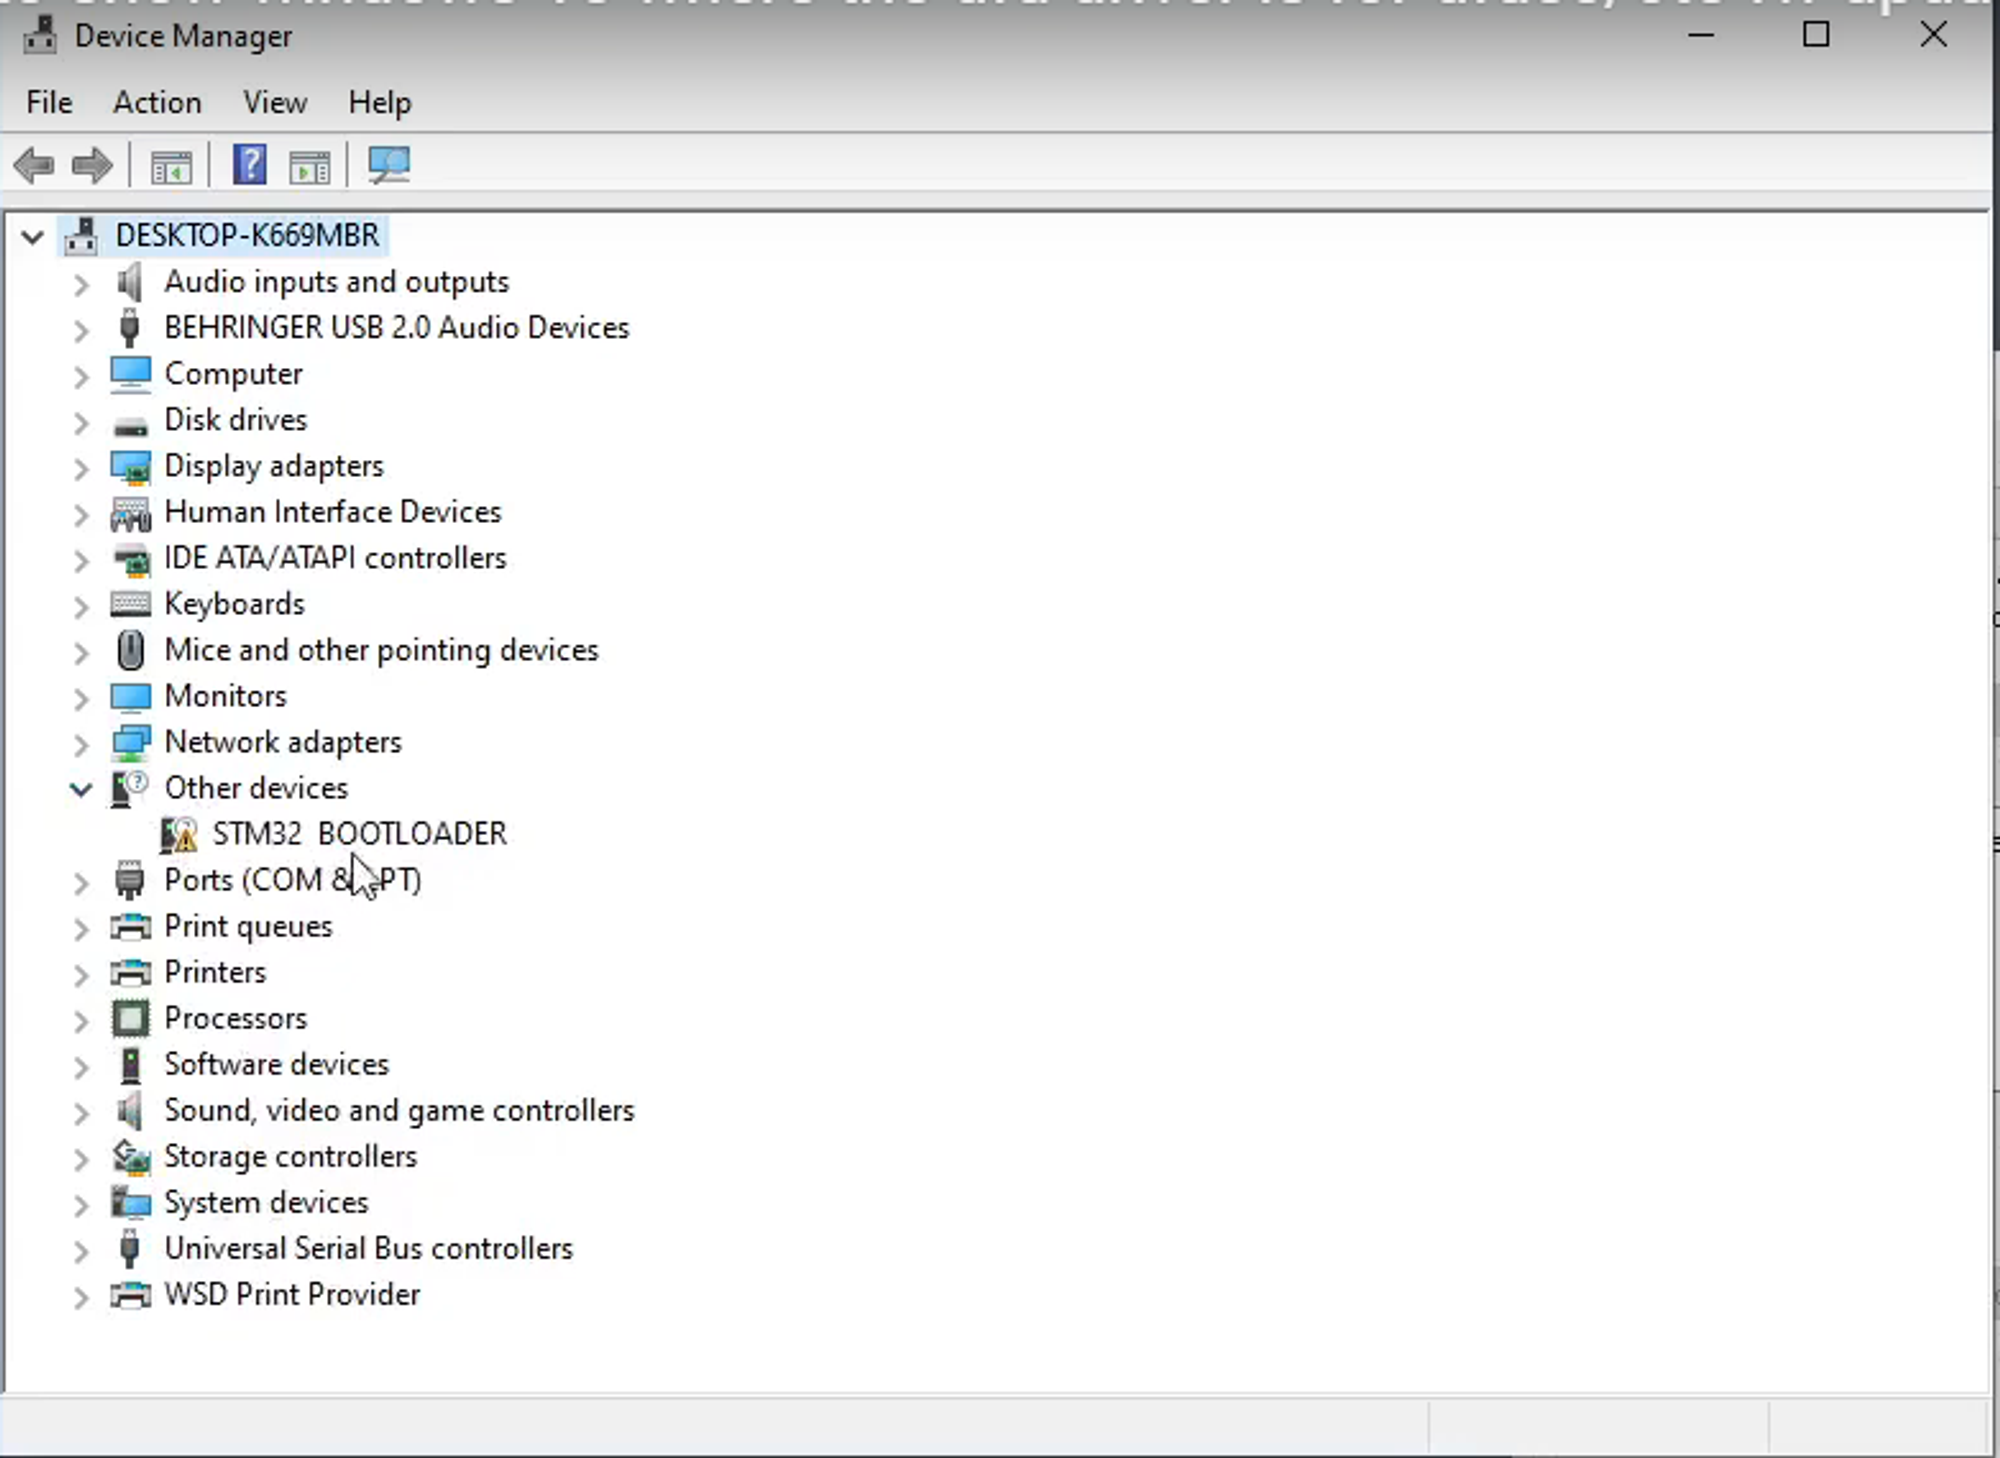 Device Manager
File Action View Help
DESKTOP-K669MBR
Audio inputs and outputs
BEHRINGER USB 2.0 Audio Devices
Computer
Disk drives
Display adapters
Human Interface Devices
IDE ATA/ATAPI controllers
Keyboards
Mice and other pointing devices
Monitors
Network adapters
Other devices
STM32 BOOTLOADER
Ports (COM & PT)
Print queues
Printers
Processors
Software devices
Sound, video and game controllers
Storage controllers
System devices
Universal Serial Bus controllers
WSD Print Provider